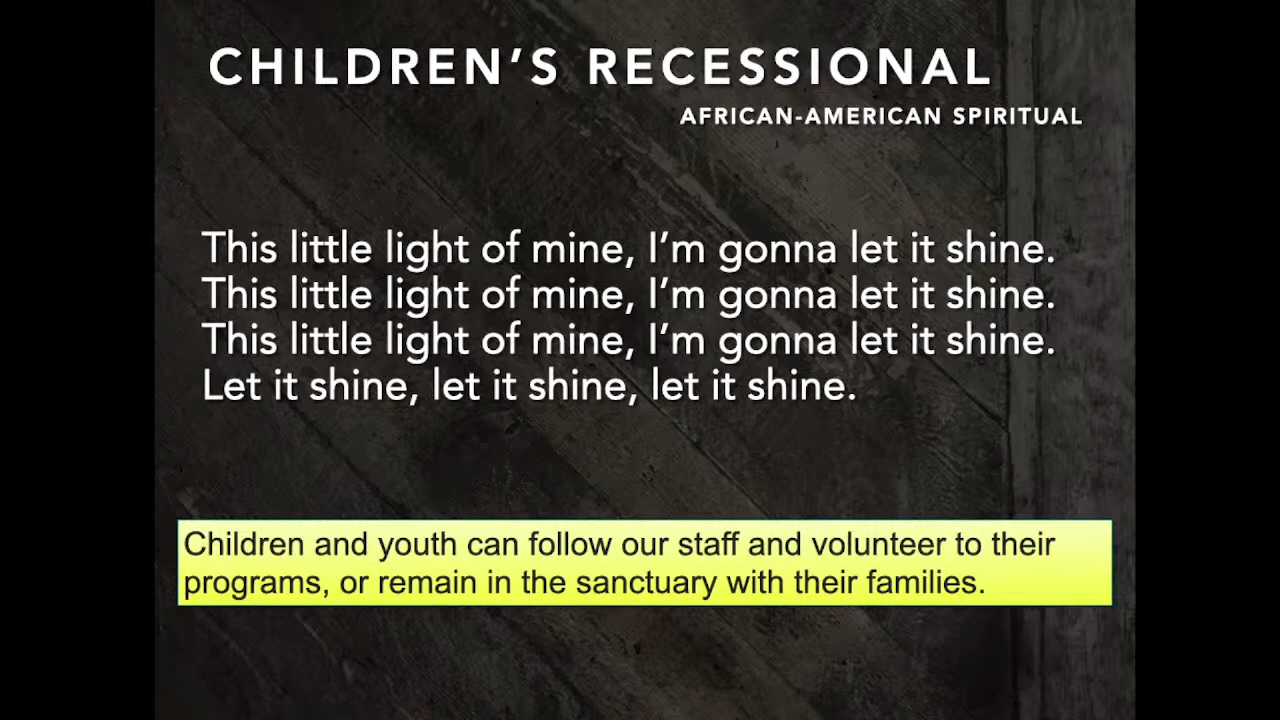 CHILDREN’S RECESSIONAL
AFRICAN-AMERICAN SPIRITUAL
This little light of mine, I’m gonna let it shine.
This little light of mine, I’m gonna let it shine.
This little light of mine, I’m gonna let it shine.
Let it shine, let it shine, let it shine.
Children and youth can follow our staff and volunteer to their
programs, or remain in the sanctuary with their families.